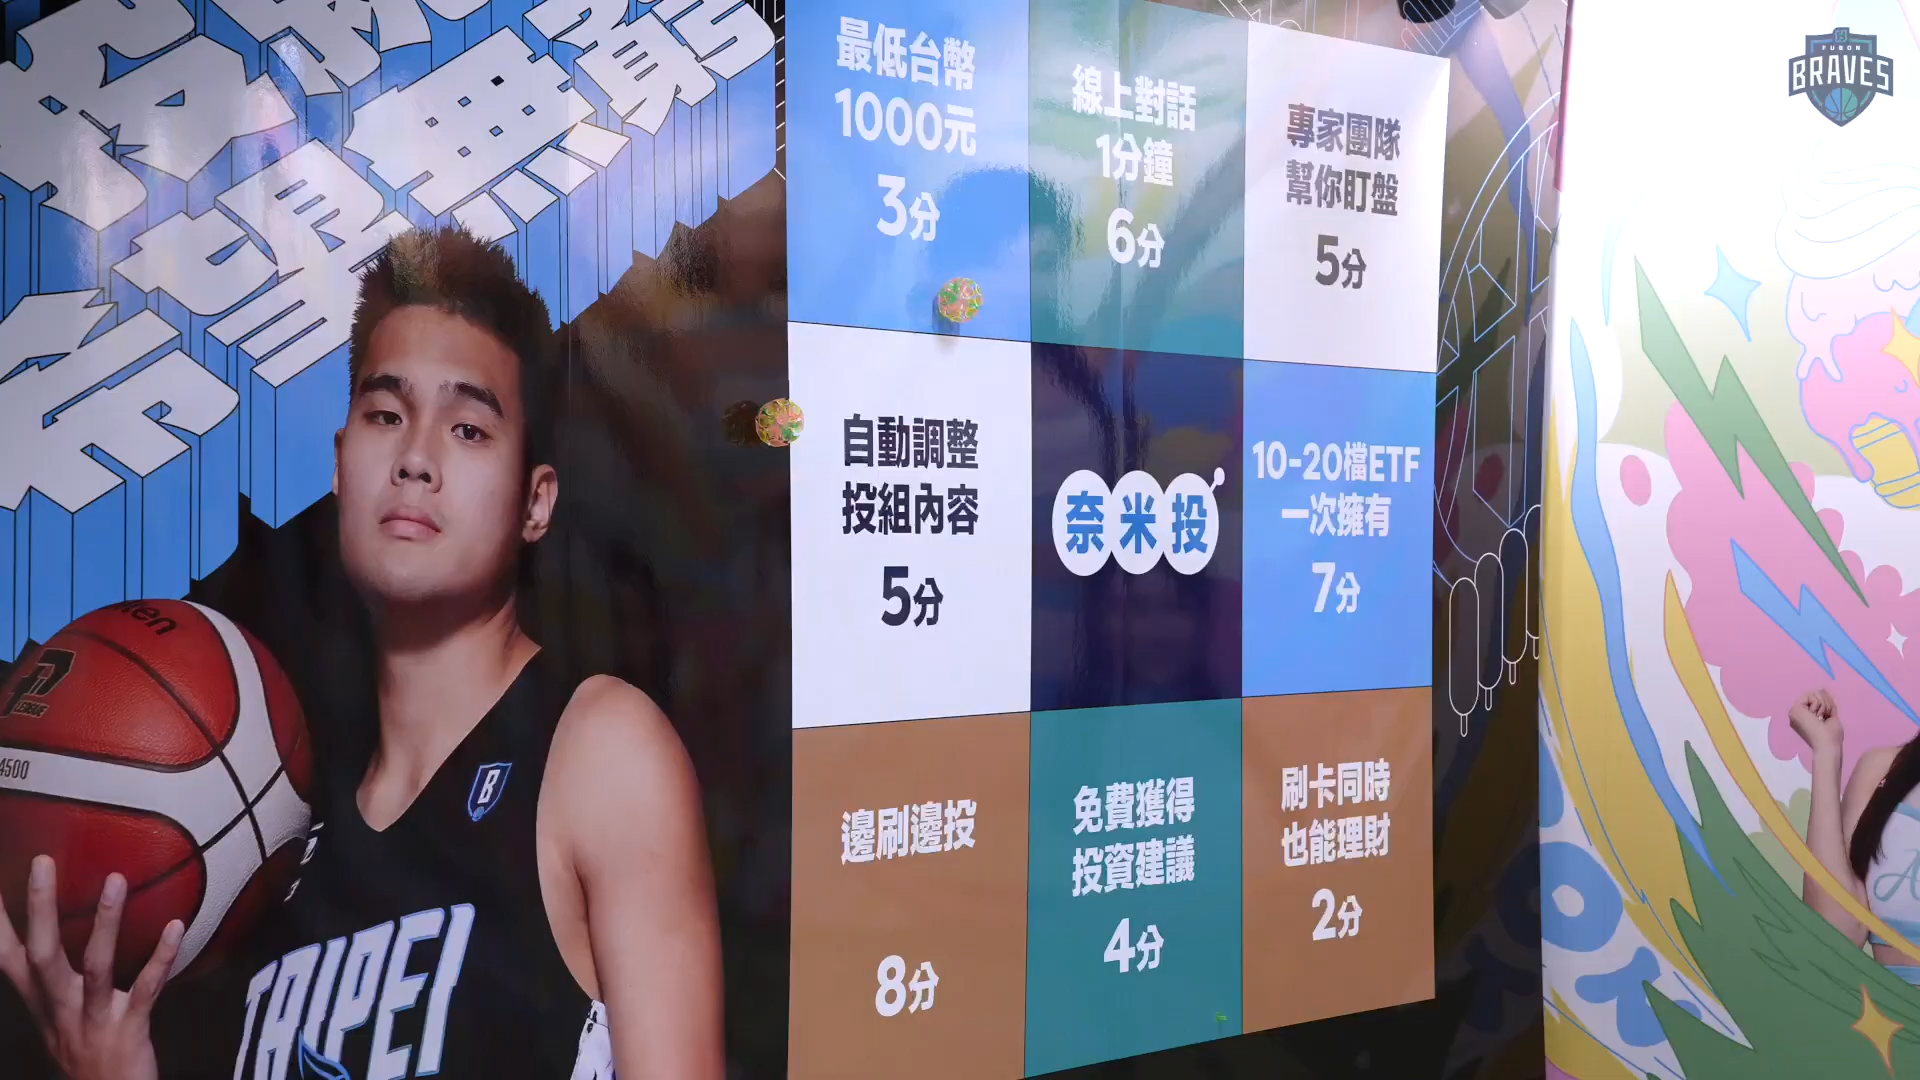 FUBON
BRAVES
最低台幣
1000元
3分
線上對話
1分鐘
6分
專家團隊
幫你盯盤
5分
自動調整
投組內容
5分
奈米投
10-20檔ETF
一次擁有
7分
邊刷邊投
8分
免費獲得
投資建議
4分
刷卡同時
也能理財
2分
LEAGUE
4500
B
TAIPEI